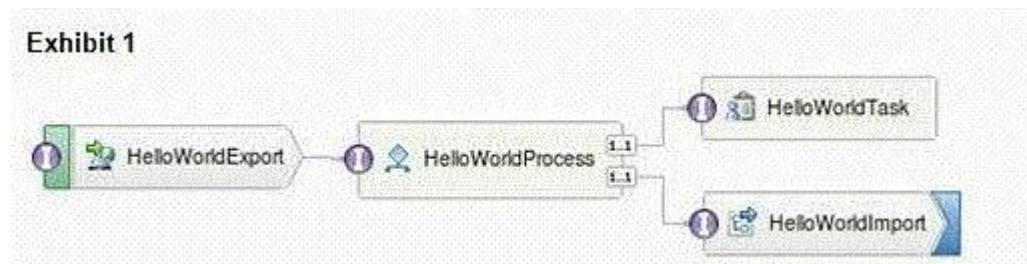 Exhibit 1
HelloWorldTask
HelloWorldExport
HelloWorldProcess
1..1
1..1
HelloWorldImport